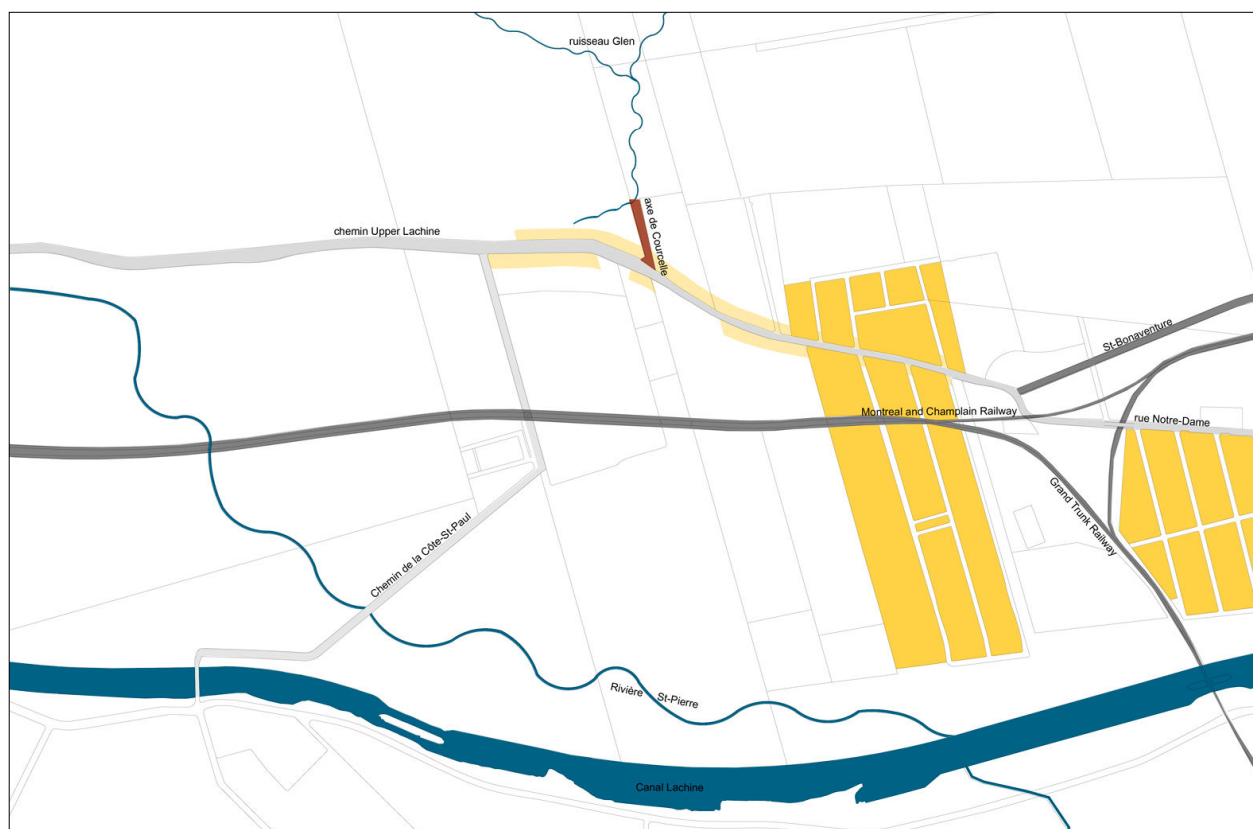 ruisseau Glen
axe de Courcelle
chemin Upper Lachine
St-Bonaventure
Montreal and Champlain Railway
rue Notre-Dame
Grand Trunk Railway
Chemin de la Côte-St-Paul
Rivière St-Pierre
Canal Lachine